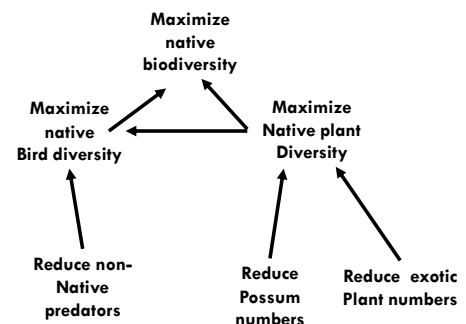 Maximize
native
biodiversity
Maximize
native
Bird diversity
Maximize
Native plant
Diversity
Reduce non-
Native
predators
Reduce
Possum
numbers
Reduce exotic
Plant numbers